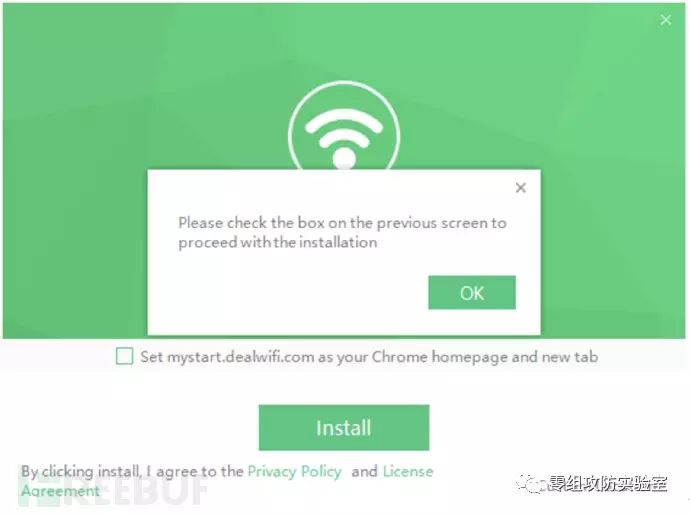 Please check the box on the previous screen to
proceed with the installation
OK
Set mystart.dealwifi.com as your Chrome homepage and new tab
Install
By clicking install, I agree to the Privacy Policy and License
Agreement
REEBUF
零组攻防实验室